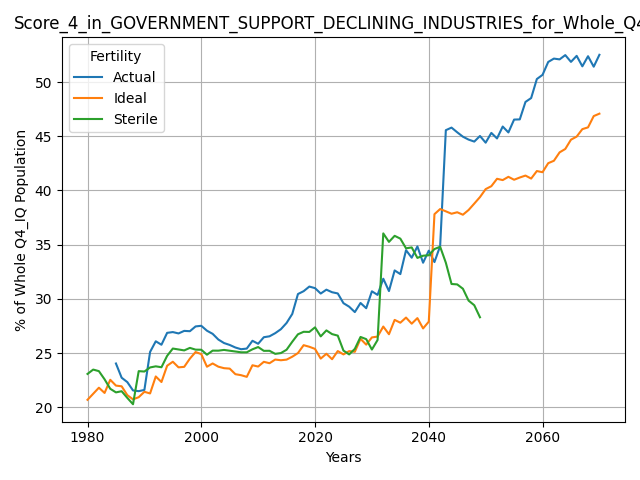 Score_4_in_GOVERNMENT_SUPPORT_DECLINING_INDUSTRIES_for_Whole_Q4
Fertility
Actual
Ideal
Sterile
% of Whole Q4_IQ Population
50
45
40
35
30
25
20
1980
2000
2020
2040
2060
Years